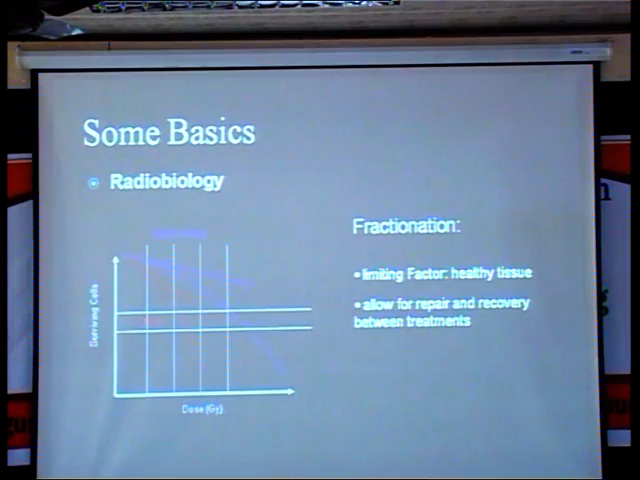 Some Basics
Radiobiology
Fractionation:
• limiting Factor: healthy tissue
• allow for repair and recovery
between treatments
Surviving Cells
Dose (Gy)